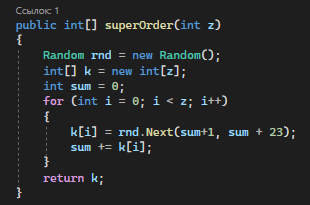 Ссылок: 1
public int[] superOrder(int z)
{
Random rnd = new Random();
int[] k = new int[z];
int sum = 0;
for (int i = 0; i < z; i++)
{
k[i] = rnd.Next(sum+1, sum + 23);
sum += k[i];
}
return k;
}